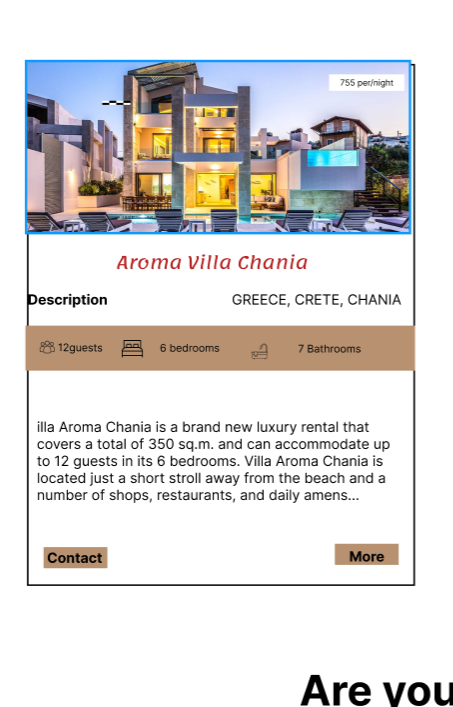 755 per/night
Aroma Villa Chania
Description
GREECE, CRETE, CHANIA
12guests
6 bedrooms
7 Bathrooms
illa Aroma Chania is a brand new luxury rental that
covers a total of 350 sq.m. and can accommodate up
to 12 guests in its 6 bedrooms. Villa Aroma Chania is
located just a short stroll away from the beach and a
number of shops, restaurants, and daily amens...
Contact
More
Are you